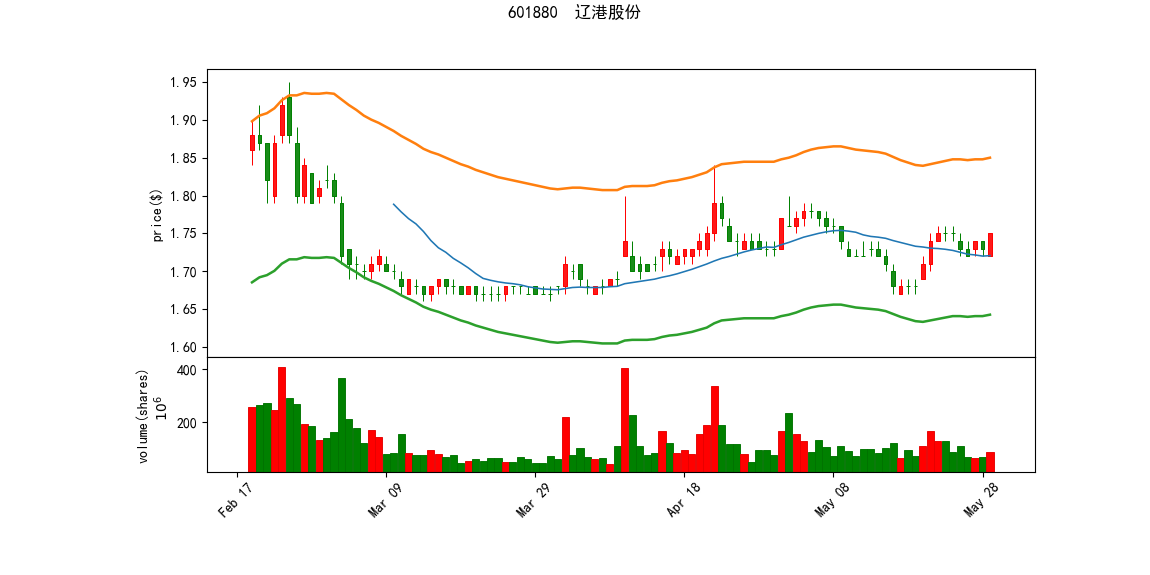 601880 辽港股份
price($)
1.95
1.90
1.85
1.80
1.75
1.70
1.65
1.60
volume(shares)
10^6
400
200
Feb 17
Mar 09
Mar 29
Apr 18
May 08
May 28